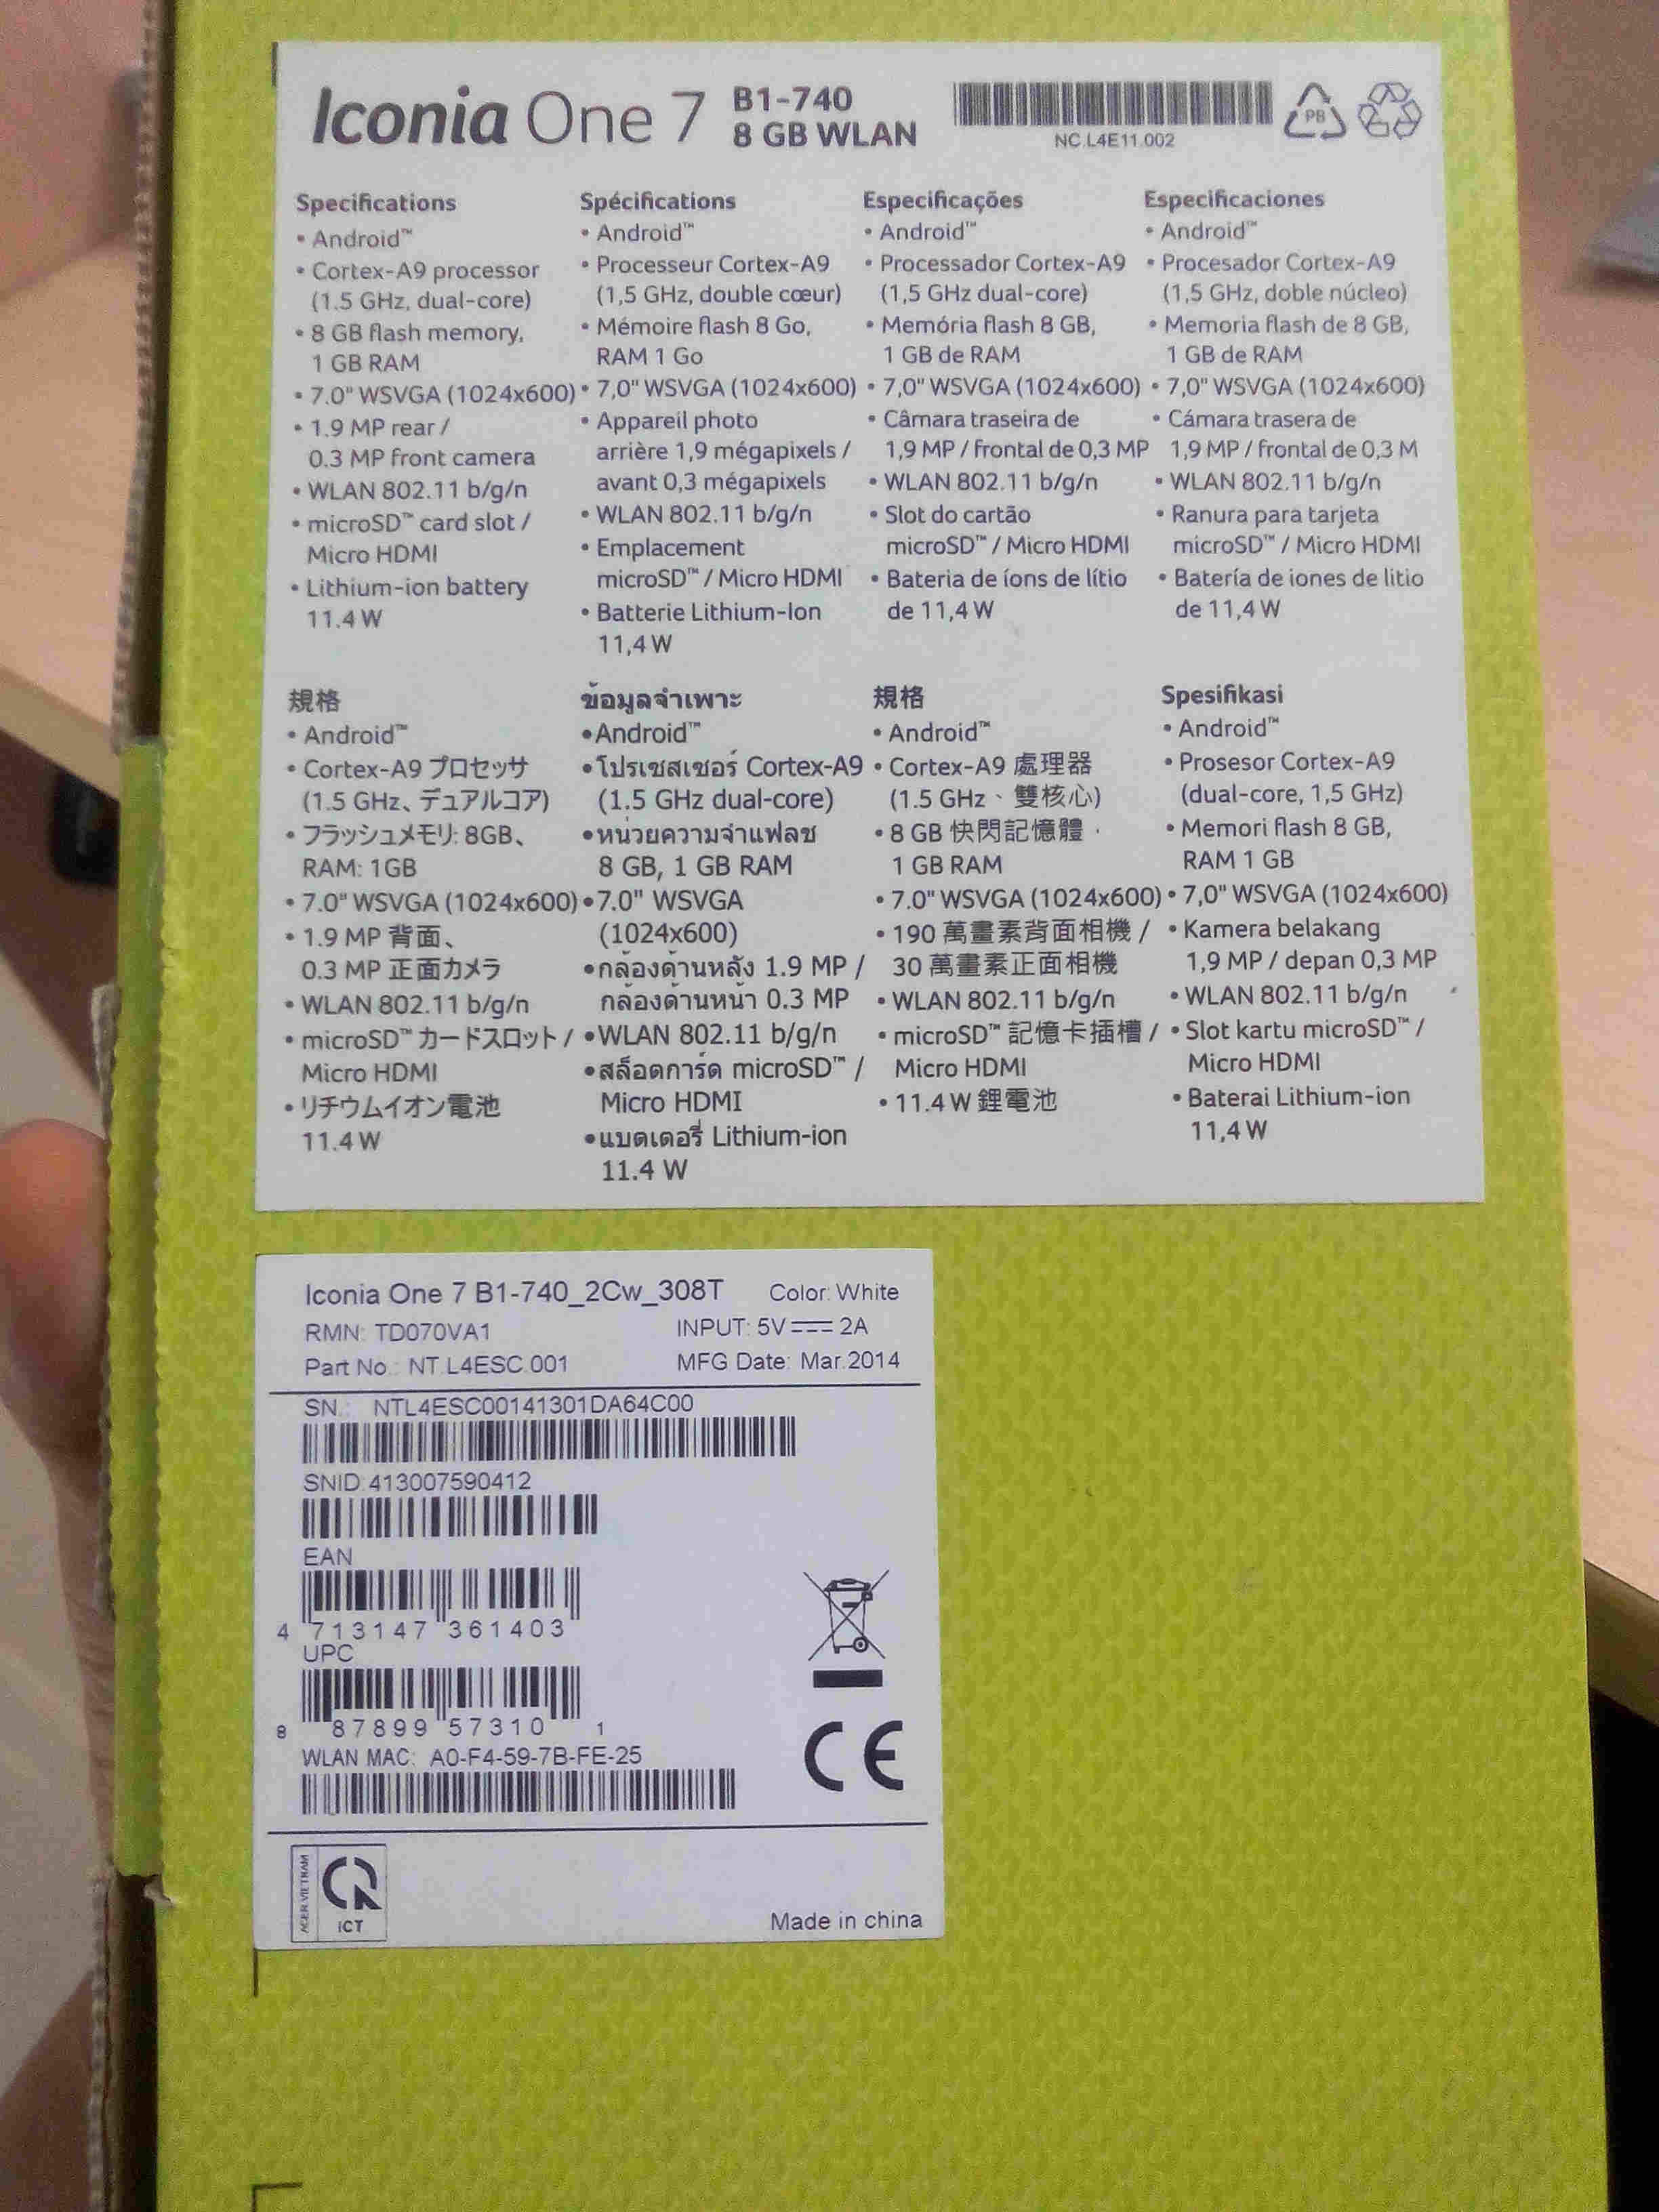 Iconia One 7
B1-740
8 GB WLAN
NC.L4E11.002
PB
Specifications
• Android™
• Cortex-A9 processor
(1.5 GHz, dual-core)
• 8 GB flash memory,
1 GB RAM
• 7.0" WSVGA (1024x600)
• 1.9 MP rear /
0.3 MP front camera
• WLAN 802.11 b/g/n
• microSD™ card slot /
Micro HDMI
• Lithium-ion battery
11.4 W
Spécifications
• Android™
• Processeur Cortex-A9
(1,5 GHz, double cœur)
• Mémoire flash 8 Go,
RAM 1 Go
• 7,0" WSVGA (1024x600)
• Appareil photo
arrière 1,9 mégapixels /
avant 0,3 mégapixels
• WLAN 802.11 b/g/n
• Emplacement
microSD™ / Micro HDMI
• Batterie Lithium-Ion
11,4 W
Especificações
• Android™
• Processador Cortex-A9
(1,5 GHz dual-core)
• Memória flash 8 GB,
1 GB de RAM
• 7,0" WSVGA (1024x600)
• Câmara traseira de
1,9 MP / frontal de 0,3 MP
• WLAN 802.11 b/g/n
• Slot do cartão
microSD™ / Micro HDMI
• Bateria de íons de lítio
de 11,4 W
Especificaciones
• Android™
• Procesador Cortex-A9
(1,5 GHz, doble núcleo)
• Memoria flash de 8 GB,
1 GB de RAM
• 7,0" WSVGA (1024x600)
• Cámara trasera de
1,9 MP / frontal de 0,3 M
• WLAN 802.11 b/g/n
• Ranura para tarjeta
microSD™ / Micro HDMI
• Batería de iones de litio
de 11,4 W
規格
• Android™
• Cortex-A9 プロセッサ
(1.5 GHz、デュアルコア)
• フラッシュメモリ: 8GB、
RAM: 1GB
• 7.0" WSVGA (1024x600)
• 1.9 MP 背面、
0.3 MP 正面カメラ
• WLAN 802.11 b/g/n
• microSD™ カードスロット /
Micro HDMI
• リチウムイオン電池
11.4 W
ข้อมูลจำเพาะ
• Android™
• โปรเซสเซอร์ Cortex-A9
(1.5 GHz dual-core)
• หน่วยความจำแฟลช
8 GB, 1 GB RAM
• 7.0" WSVGA
(1024x600)
• กล้องด้านหลัง 1.9 MP /
กล้องด้านหน้า 0.3 MP
• WLAN 802.11 b/g/n
• สล็อตการ์ด microSD™ /
Micro HDMI
• แบตเตอรี่ Lithium-ion
11.4 W
規格
• Android™
• Cortex-A9 處理器
(1.5 GHz、雙核心)
• 8 GB 快閃記憶體，
1 GB RAM
• 7.0" WSVGA (1024x600)
• 190 萬畫素背面相機 /
30 萬畫素正面相機
• WLAN 802.11 b/g/n
• microSD™ 記憶卡插槽 /
Micro HDMI
• 11.4 W 鋰電池
Spesifikasi
• Android™
• Prosesor Cortex-A9
(dual-core, 1,5 GHz)
• Memori flash 8 GB,
RAM 1 GB
• 7,0" WSVGA (1024x600)
• Kamera belakang
1,9 MP / depan 0,3 MP
• WLAN 802.11 b/g/n
• Slot kartu microSD™ /
Micro HDMI
• Baterai Lithium-ion
11,4 W
Iconia One 7 B1-740_2Cw_308T Color: White
RMN: TD070VA1 INPUT: 5V 2A
Part No.: NT.L4ESC.001 MFG Date: Mar.2014
SN.: NTL4ESC00141301DA64C00
SNID:413007590412
EAN
4 713147 361403
UPC
8 87899 57310 1
WLAN MAC: A0-F4-59-7B-FE-25
CE
ACER VIETNAM
ICT
Made in china